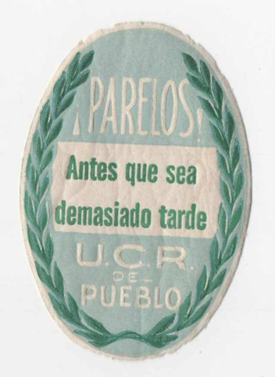 ¡PARELOS!
Antes que sea
demasiado tarde
U.C.R.
DEL
PUEBLO